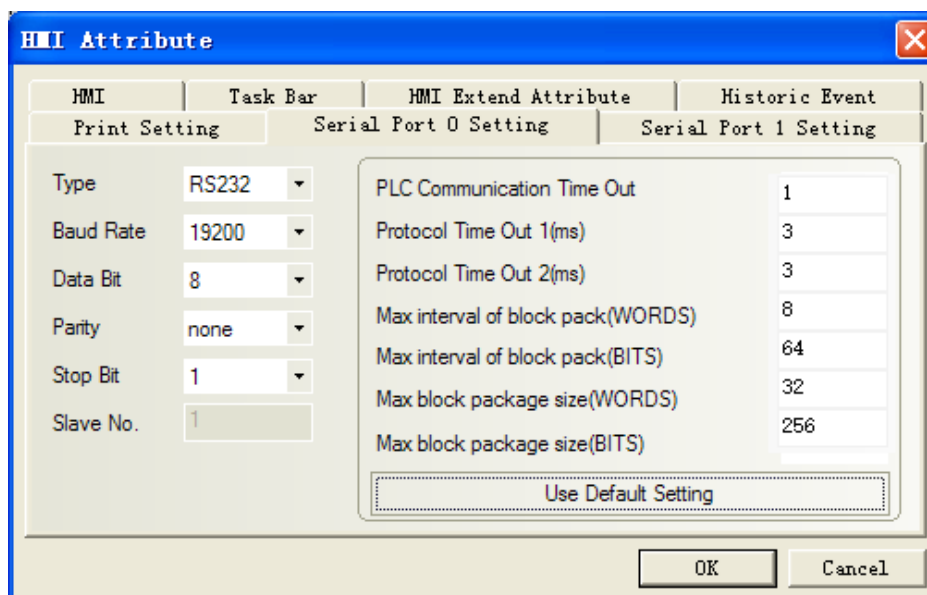 HMI Attribute
HMI Task Bar HMI Extend Attribute Historic Event
Print Setting Serial Port 0 Setting Serial Port 1 Setting
Type RS232
Baud Rate 19200
Data Bit 8
Parity none
Stop Bit 1
Slave No. 1
PLC Communication Time Out 1
Protocol Time Out 1(ms) 3
Protocol Time Out 2(ms) 3
Max interval of block pack(WORDS) 8
Max interval of block pack(BITS) 64
Max block package size(WORDS) 32
Max block package size(BITS) 256
Use Default Setting
OK Cancel